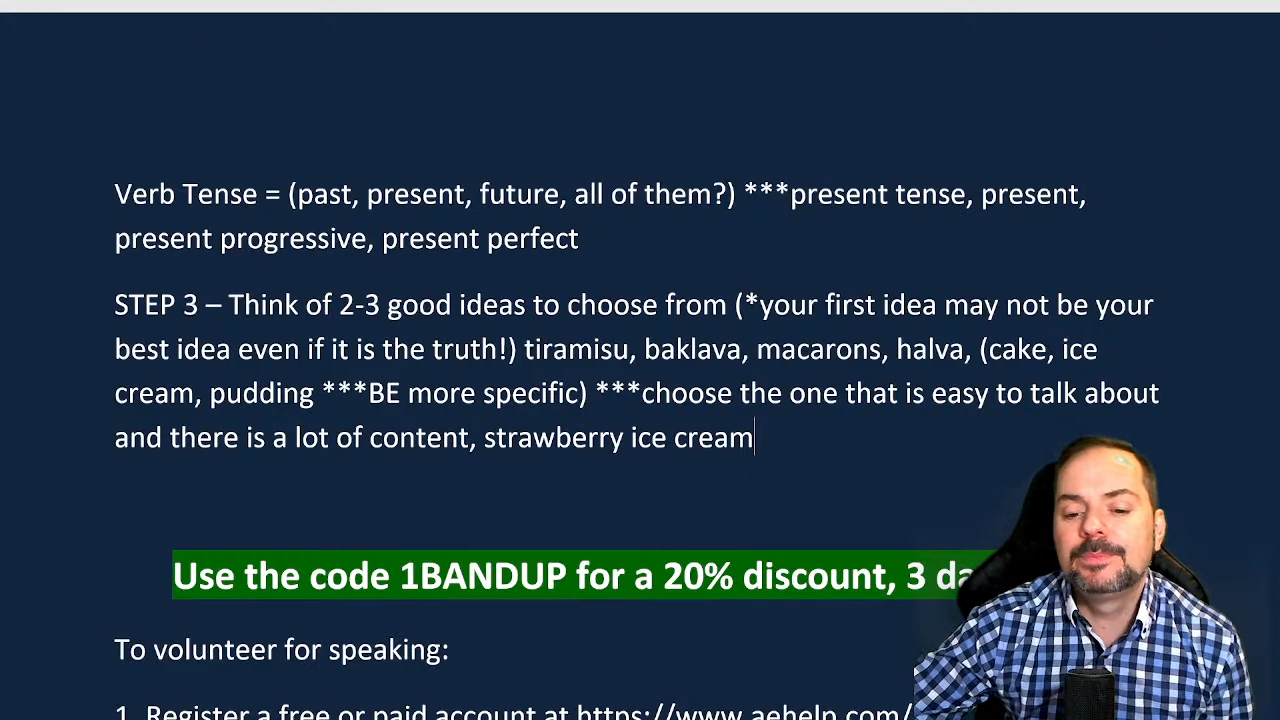 Verb Tense = (past, present, future, all of them?) ***present tense, present,
present progressive, present perfect
STEP 3 – Think of 2-3 good ideas to choose from (*your first idea may not be your
best idea even if it is the truth!) tiramisu, baklava, macarons, halva, (cake, ice
cream, pudding ***BE more specific) ***choose the one that is easy to talk about
and there is a lot of content, strawberry ice cream
Use the code 1BANDUP for a 20% discount, 3
To volunteer for speaking:
1. Register a free or paid account at https://www.aehelp.com/